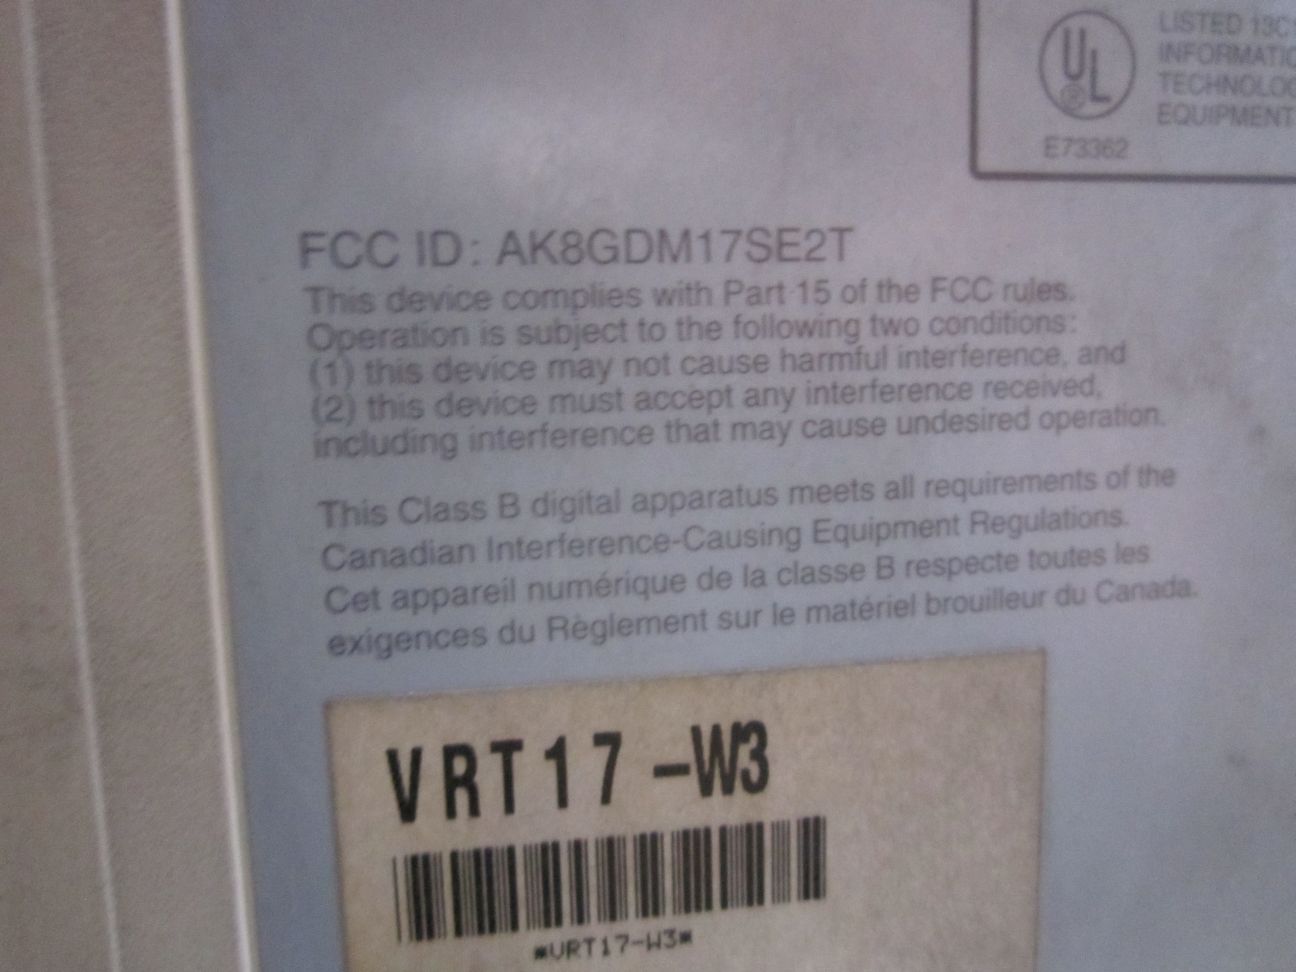 UL
®
LISTED 13C
INFORMATIO
TECHNOLOG
EQUIPMENT
E73362
FCC ID: AK8GDM17SE2T
This device complies with Part 15 of the FCC rules.
Operation is subject to the following two conditions:
(1) this device may not cause harmful interference, and
(2) this device must accept any interference received,
including interference that may cause undesired operation.
This Class B digital apparatus meets all requirements of the
Canadian Interference-Causing Equipment Regulations.
Cet appareil numérique de la classe B respecte toutes les
exigences du Règlement sur le matériel brouilleur du Canada.
VRT17-W3
*VRT17-W3*